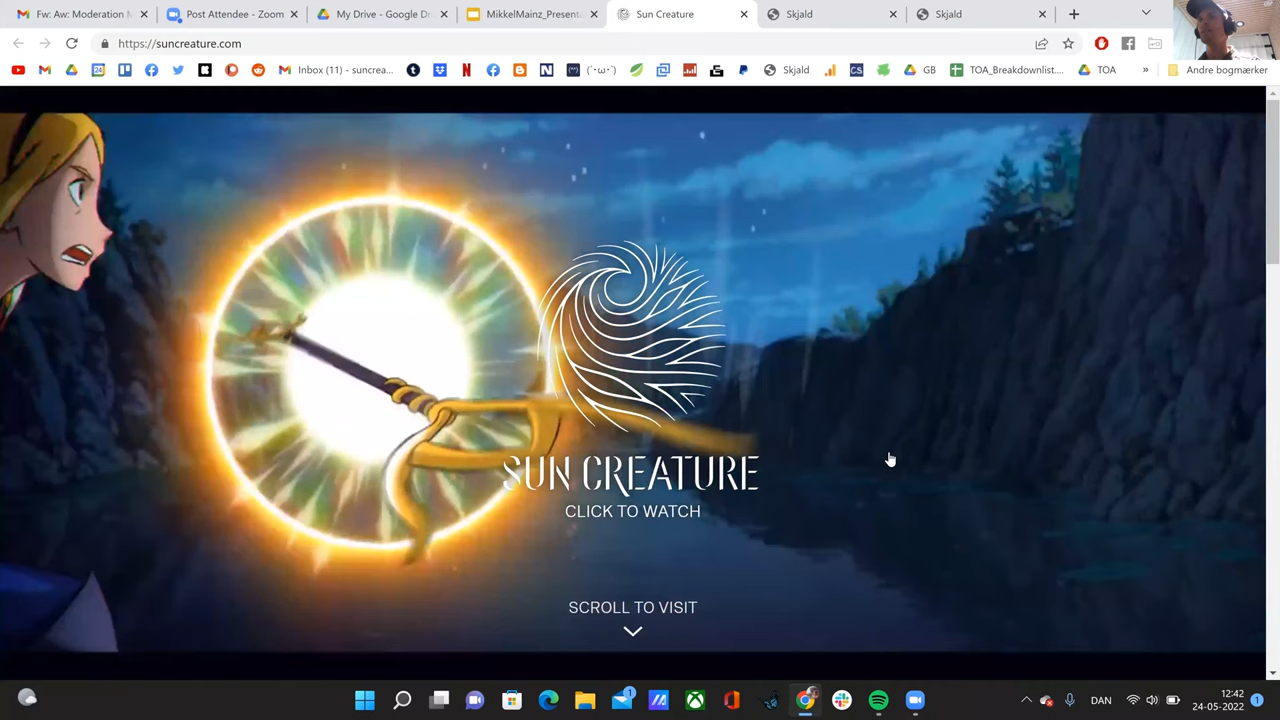 Fw: Aw: Moderation M
Post Attendee - Zoom
My Drive - Google Dr
MikkelMainz_Present
Sun Creature
Skjald
Skjald
https://suncreature.com
Inbox (11) - suncrea...
Skjald
GB
TOA_Breakdownlist...
TOA
»
Andre bogmærker
SUN CREATURE
CLICK TO WATCH
SCROLL TO VISIT
DAN
12:42
24-05-2022